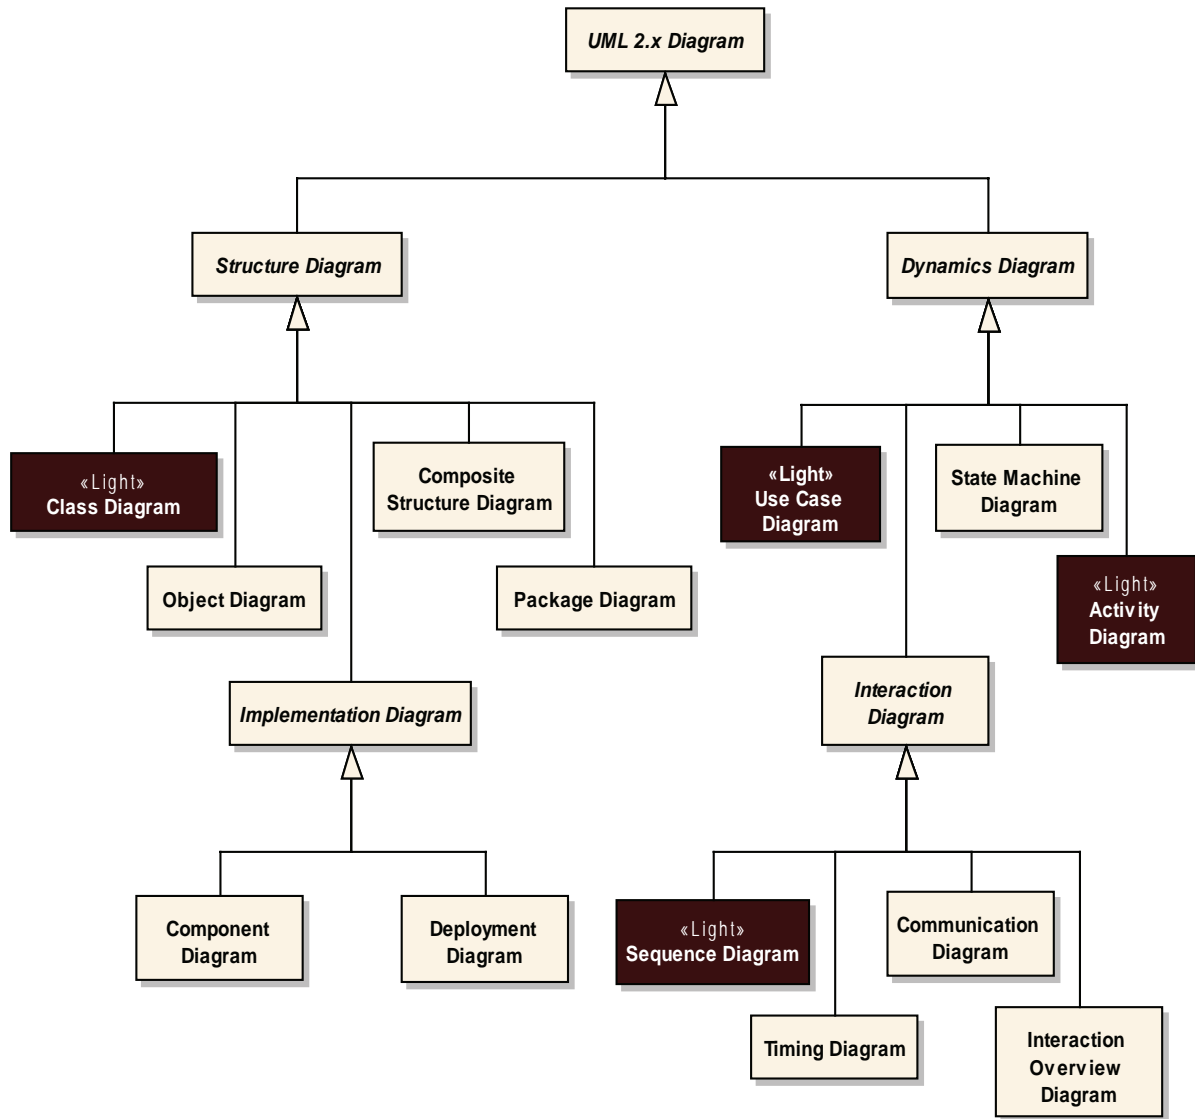 UML 2.x Diagram
Structure Diagram
Dynamics Diagram
«Light»
Class Diagram
Composite
Structure Diagram
«Light»
Use Case
Diagram
State Machine
Diagram
Object Diagram
Package Diagram
«Light»
Activity
Diagram
Implementation Diagram
Interaction
Diagram
Component
Diagram
Deployment
Diagram
«Light»
Sequence Diagram
Communication
Diagram
Timing Diagram
Interaction
Overview
Diagram